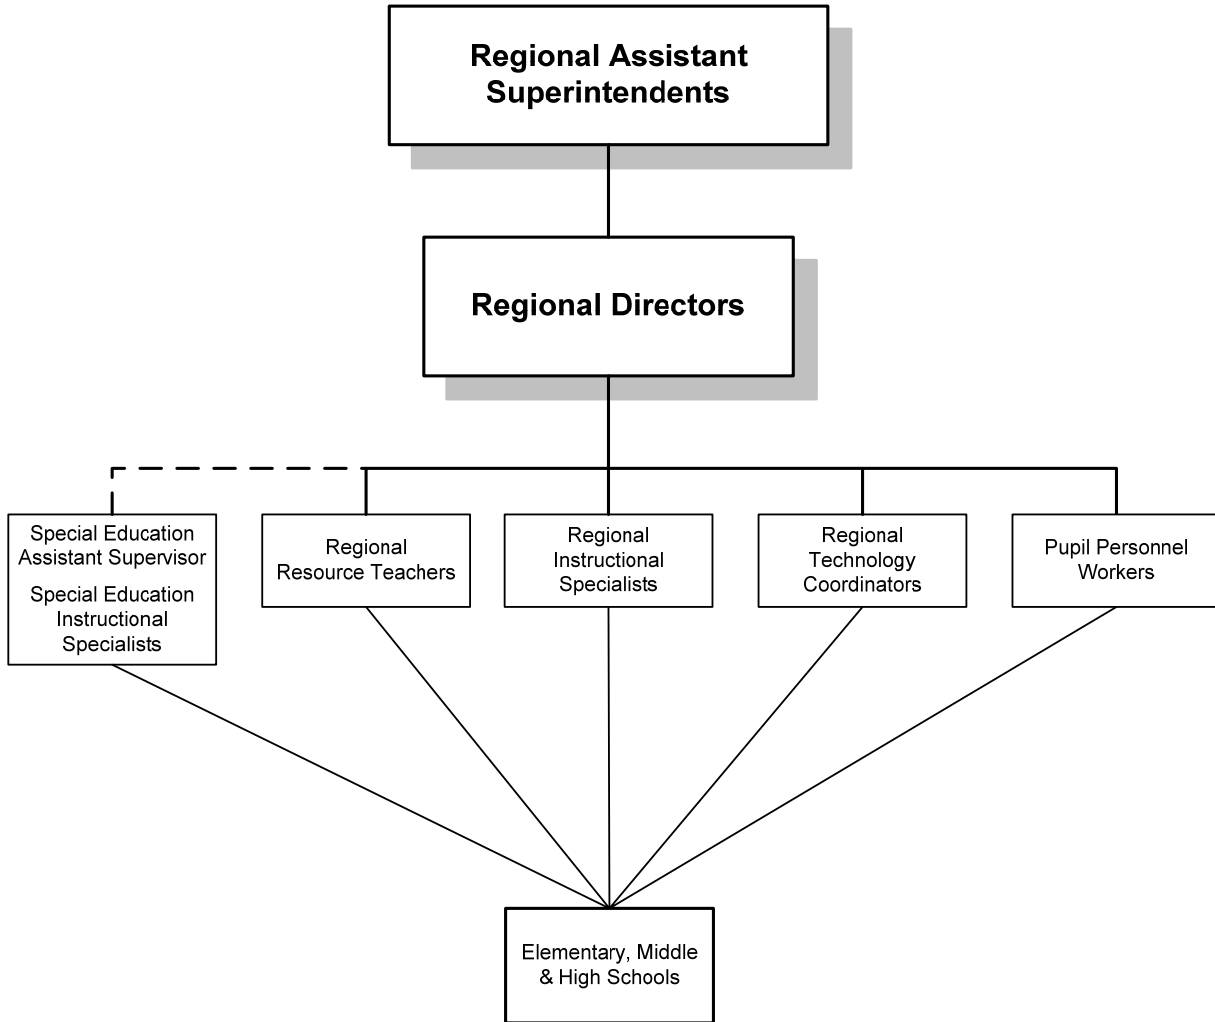 Regional Assistant
Superintendents
Regional Directors
Special Education
Assistant Supervisor
Special Education
Instructional
Specialists
Regional
Resource Teachers
Regional
Instructional
Specialists
Regional
Technology
Coordinators
Pupil Personnel
Workers
Elementary, Middle
& High Schools